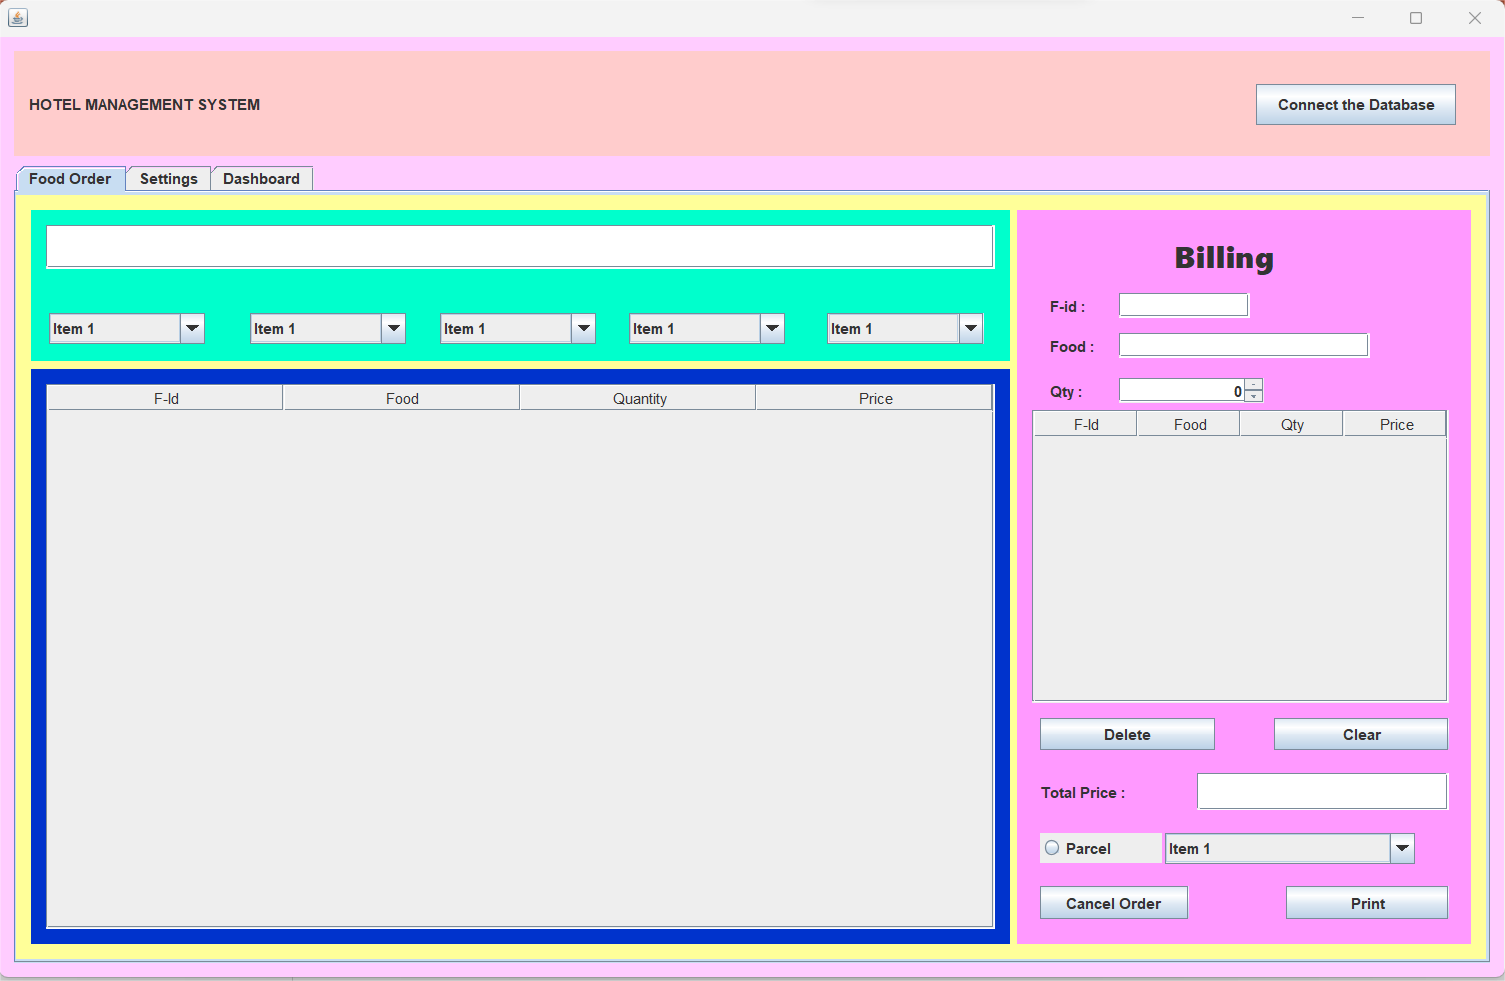 HOTEL MANAGEMENT SYSTEM
Connect the Database
Food Order Settings Dashboard
Item 1 Item 1 Item 1 Item 1 Item 1
F-Id Food Quantity Price
Billing
F-id :
Food :
Qty : 0
F-Id Food Qty Price
Delete Clear
Total Price :
Parcel Item 1
Cancel Order Print